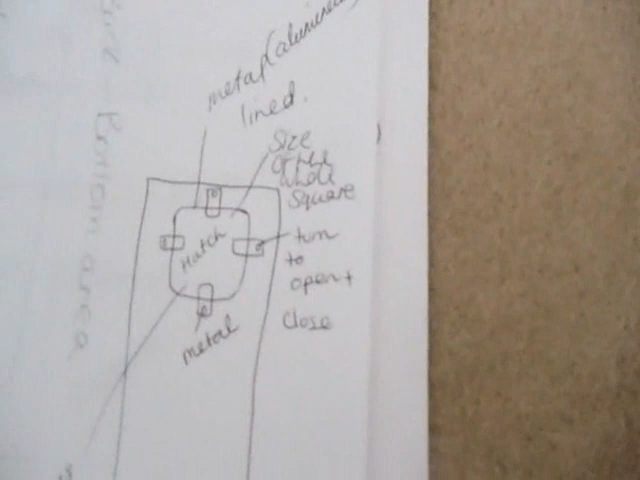 metal (aluminium)
lined.
Size
of the
whole
square
Hatch
turn
to
open +
close
metal